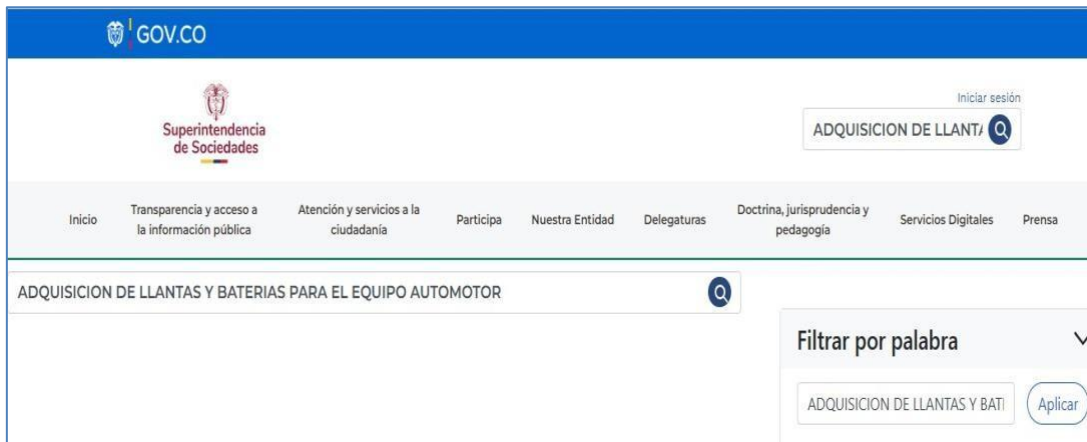 GOV.CO
Superintendencia
de Sociedades
Iniciar sesión
ADQUISICION DE LLANTA
Inicio
Transparencia y acceso a
la información pública
Atención y servicios a la
ciudadanía
Participa
Nuestra Entidad
Delegaturas
Doctrina, jurisprudencia y
pedagogía
Servicios Digitales
Prensa
ADQUISICION DE LLANTAS Y BATERIAS PARA EL EQUIPO AUTOMOTOR
Filtrar por palabra
ADQUISICION DE LLANTAS Y BATE
Aplicar